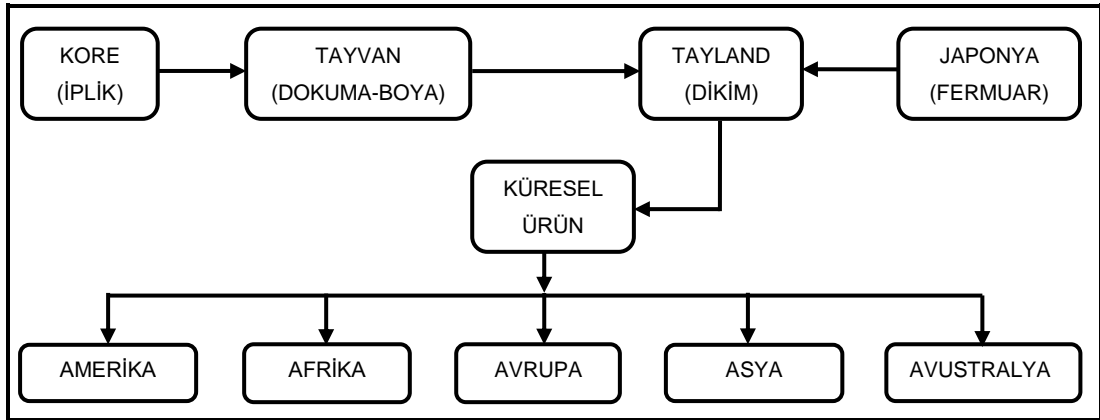 KORE
(İPLİK)
TAYVAN
(DOKUMA-BOYA)
TAYLAND
(DİKİM)
JAPONYA
(FERMUAR)
KÜRESEL
ÜRÜN
AMERİKA
AFRİKA
AVRUPA
ASYA
AVUSTRALYA